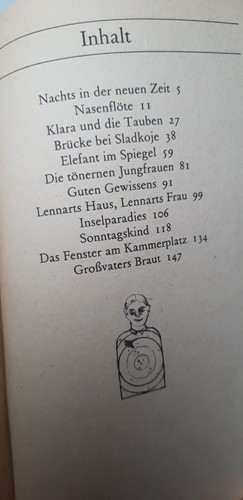 Inhalt
Nachts in der neuen Zeit 5
Nasenflöte 11
Klara und die Tauben 27
Brücke bei Sladkoje 38
Elefant im Spiegel 59
Die tönernen Jungfrauen 81
Guten Gewissens 91
Lennarts Haus, Lennarts Frau 99
Inselparadies 106
Sonntagskind 118
Das Fenster am Kammerplatz 134
Großvaters Braut 147